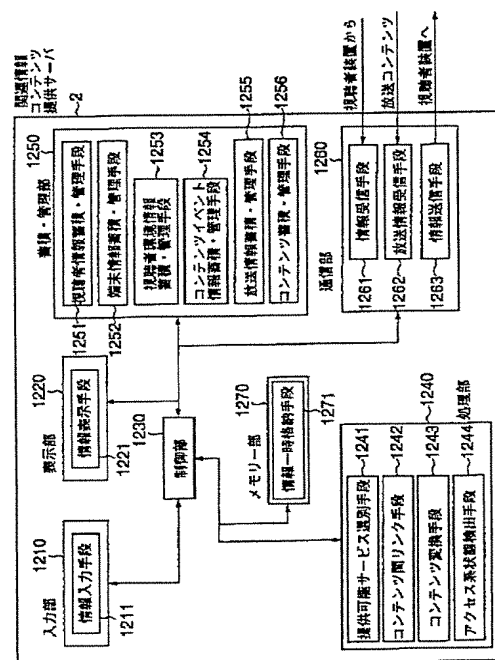 関連情報
コンテンツ
提供サーバ
2
入力部
1210
情報入力手段
1211
表示部
1220
情報表示手段
1221
1230
制御部
蓄積・管理部
1250
視聴者情報蓄積・管理手段
1251
端末情報蓄積・管理手段
1252
視聴者環境情報
蓄積・管理手段
1253
コンテンツイベント
情報蓄積・管理手段
1254
放送情報蓄積・管理手段
1255
コンテンツ蓄積・管理手段
1256
メモリー部
1270
情報一時格納手段
1271
通信部
1260
情報受信手段
1261
放送情報受信手段
1262
情報送信手段
1263
視聴者装置から
放送コンテンツ
視聴者装置へ
1240
処理部
提供可能サービス選別手段
1241
コンテンツ間リンク手段
1242
コンテンツ変換手段
1243
アクセス系状態検出手段
1244